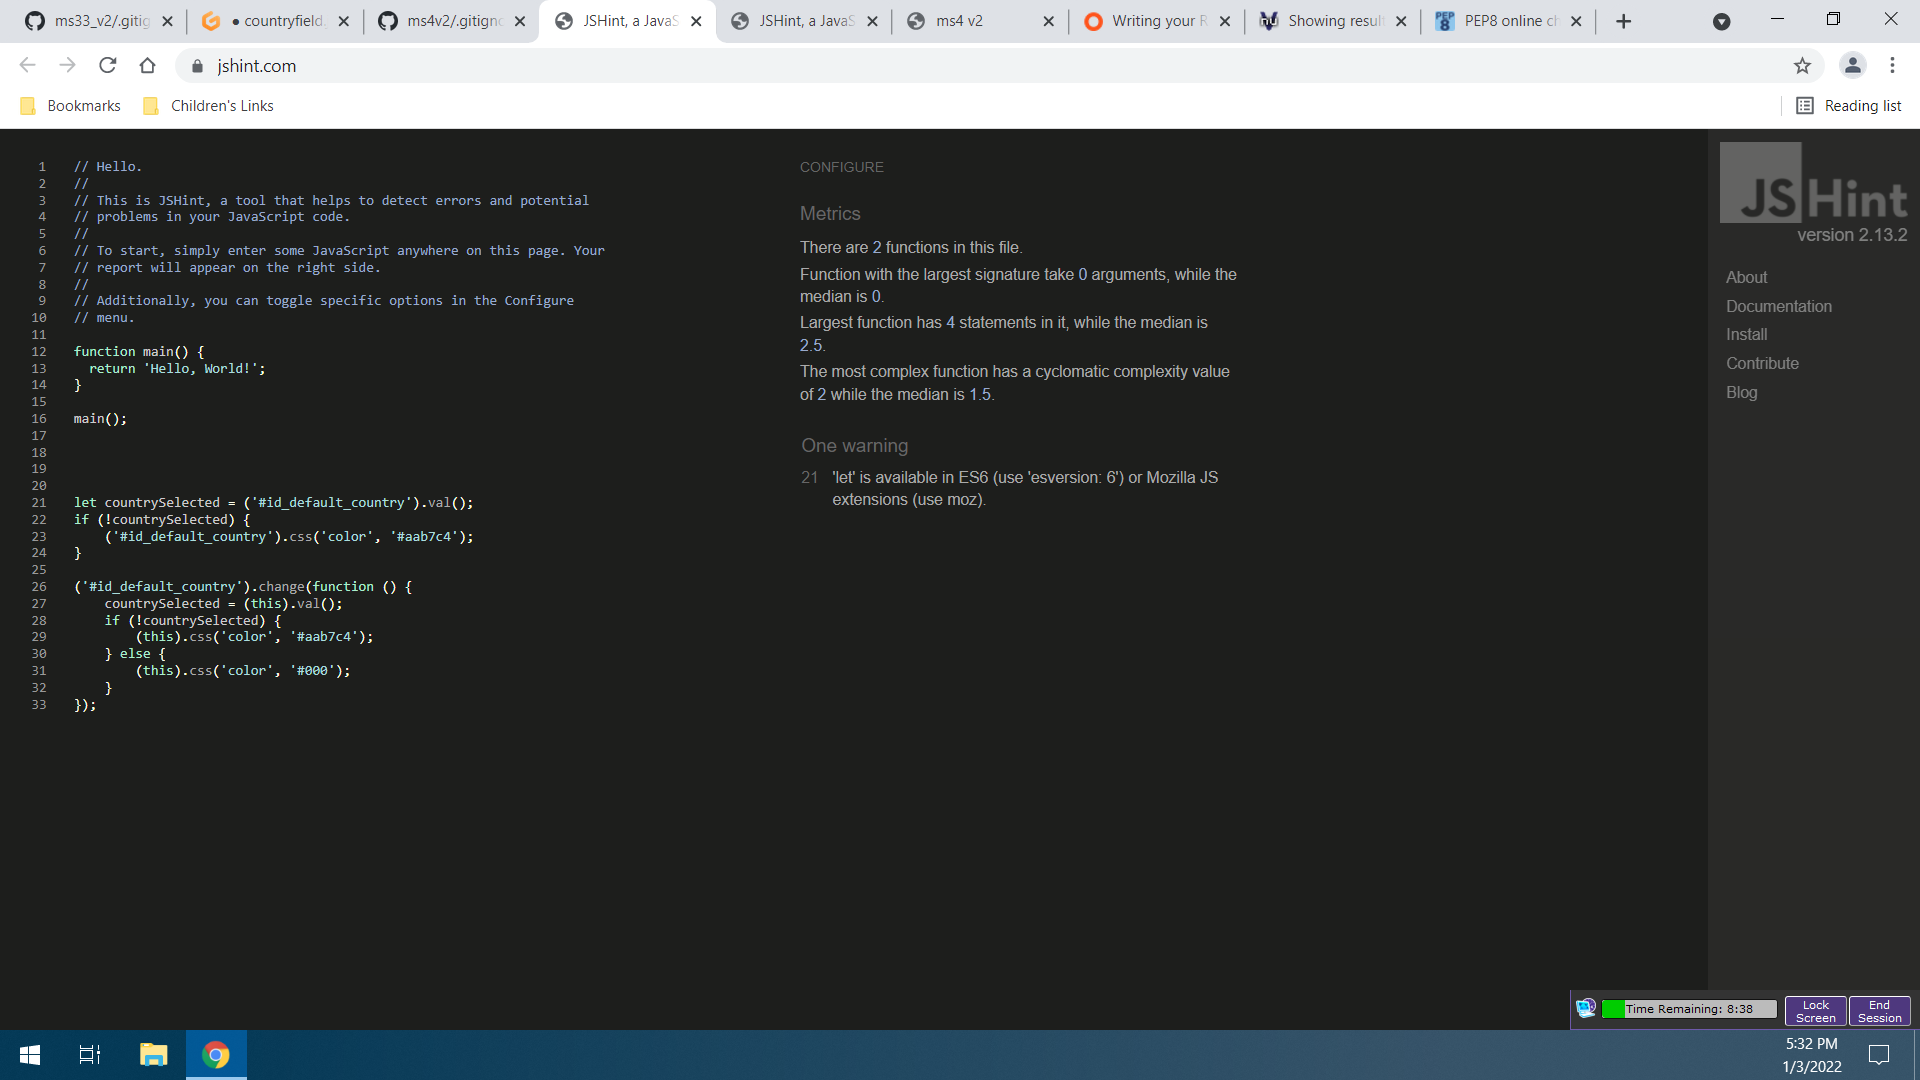 ms33_v2/.gitig
● countryfield.
ms4v2/.gitigno
JSHint, a JavaS
JSHint, a JavaS
ms4 v2
Writing your R
Showing result
PEP8 online ch
jshint.com
Bookmarks
Children's Links
Reading list
1 // Hello.
2 //
3 // This is JSHint, a tool that helps to detect errors and potential
4 // problems in your JavaScript code.
5 //
6 // To start, simply enter some JavaScript anywhere on this page. Your
7 // report will appear on the right side.
8 //
9 // Additionally, you can toggle specific options in the Configure
10 // menu.
11
12 function main() {
13   return 'Hello, World!';
14 }
15
16 main();
17
18
19
20
21 let countrySelected = ('#id_default_country').val();
22 if (!countrySelected) {
23     ('#id_default_country').css('color', '#aab7c4');
24 }
25
26 ('#id_default_country').change(function () {
27     countrySelected = (this).val();
28     if (!countrySelected) {
29         (this).css('color', '#aab7c4');
30     } else {
31         (this).css('color', '#000');
32     }
33 });
CONFIGURE
Metrics
There are 2 functions in this file.
Function with the largest signature take 0 arguments, while the
median is 0.
Largest function has 4 statements in it, while the median is
2.5.
The most complex function has a cyclomatic complexity value
of 2 while the median is 1.5.
One warning
21 'let' is available in ES6 (use 'esversion: 6') or Mozilla JS
extensions (use moz).
JSHint
version 2.13.2
About
Documentation
Install
Contribute
Blog
Time Remaining: 8:38
Lock
Screen
End
Session
5:32 PM
1/3/2022